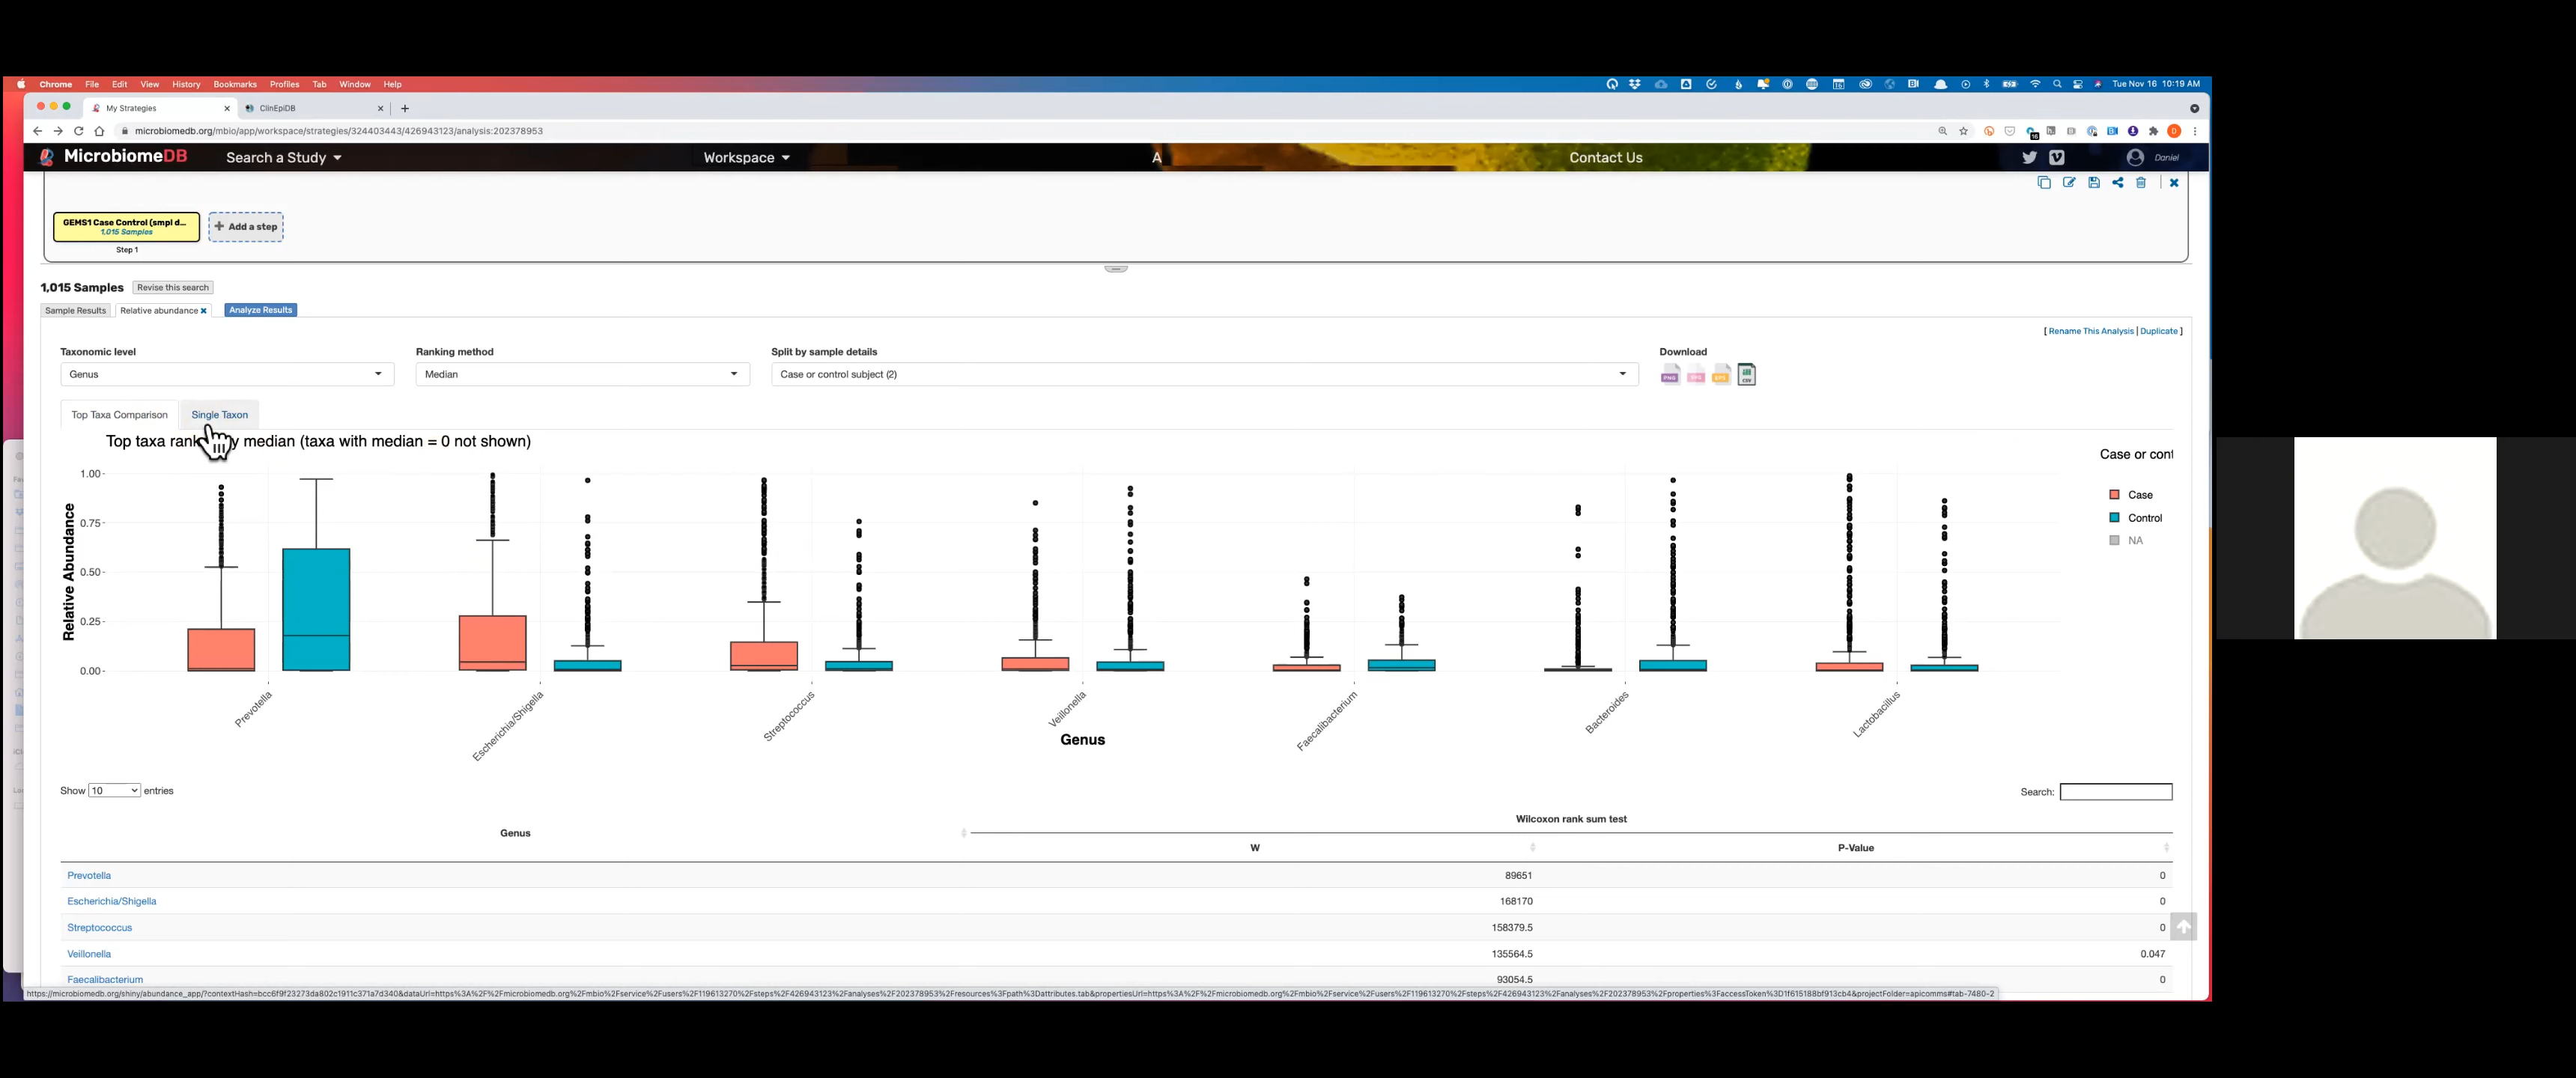 Chrome File Edit View History Bookmarks Profiles Tab Window Help
Tue Nov 16 10:19 AM
My Strategies
ClinEpiDB
microbiomedb.org/mbio/app/workspace/strategies/324403443/426943123/analysis:202378953
MicrobiomeDB
Search a Study
Workspace
A
Contact Us
Daniel
GEMS1 Case Control (smpl d...
1,015 Samples
Add a step
Step 1
1,015 Samples
Revise this search
Sample Results
Relative abundance
Analyze Results
[ Rename This Analysis | Duplicate ]
Taxonomic level
Ranking method
Split by sample details
Download
Genus
Median
Case or control subject (2)
PNG
CSV
Top Taxa Comparison
Single Taxon
Top taxa rank y median (taxa with median = 0 not shown)
Case or cont
Case
Control
NA
Relative Abundance
1.00
0.75
0.50
0.25
0.00
Prevotella
Escherichia/Shigella
Streptococcus
Veillonella
Faecalibacterium
Bacteroides
Lactobacillus
Genus
Show 10 entries
Search:
Wilcoxon rank sum test
Genus
W
P-Value
Prevotella 89651 0
Escherichia/Shigella 168170 0
Streptococcus 158379.5 0
Veillonella 135564.5 0.047
Faecalibacterium 93054.5 0